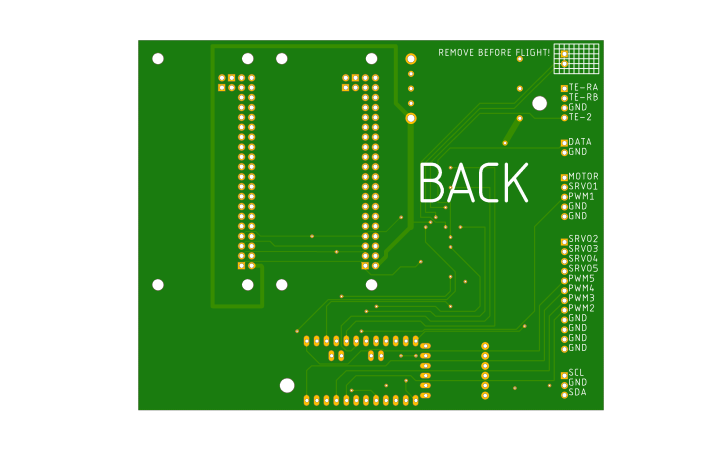 REMOVE BEFORE FLIGHT!
TE-RA
TE-RB
GND
TE-2
DATA
GND
BACK
MOTOR
SRVO1
PWM1
GND
GND
SRVO2
SRVO3
SRVO4
SRVO5
PWM5
PWM4
PWM3
PWM2
GND
GND
GND
GND
SCL
GND
SDA